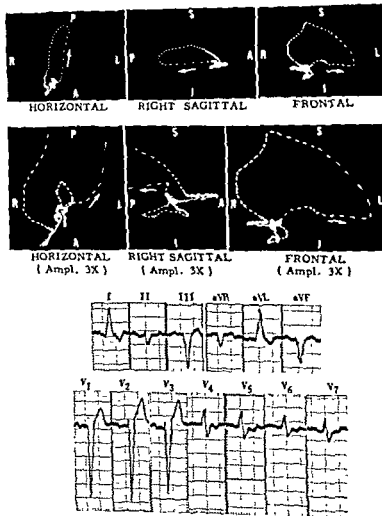 P S S
R L P A R L
A I
HORIZONTAL RIGHT SAGITTAL FRONTAL
P S S
R L P A R L
A I I
HORIZONTAL RIGHT SAGITTAL FRONTAL
( Ampl. 3X ) ( Ampl. 3X ) ( Ampl. 3X )
I II III aVR aVL aVF
V1 V2 V3 V4 V5 V6 V7